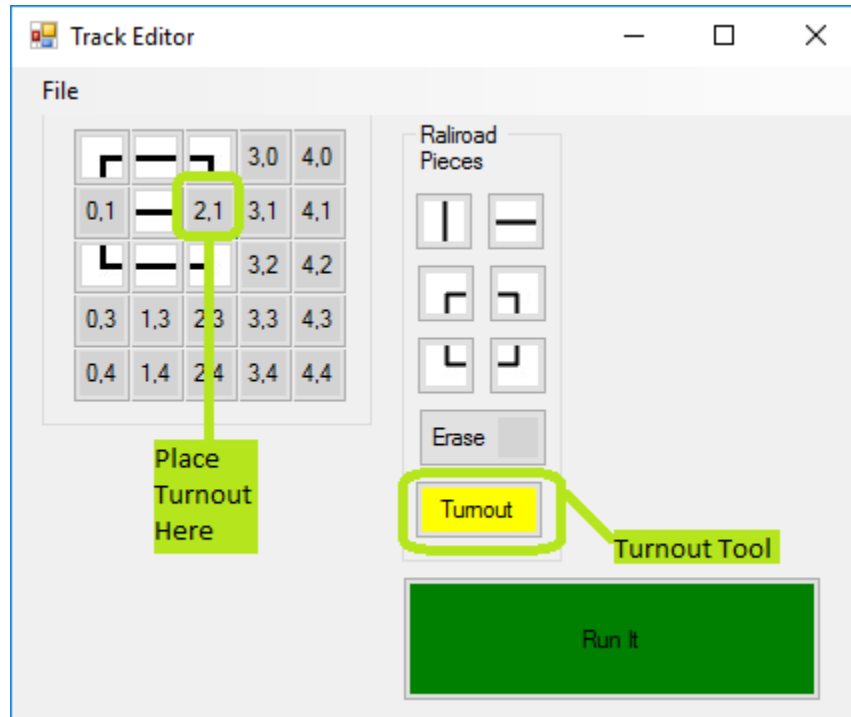 Track Editor
File
3,0 4,0
0,1 2,1 3,1 4,1
3,2 4,2
0,3 1,3 2,3 3,3 4,3
0,4 1,4 2,4 3,4 4,4
Raliroad
Pieces
Erase
Turnout
Run It
Place
Turnout
Here
Turnout Tool